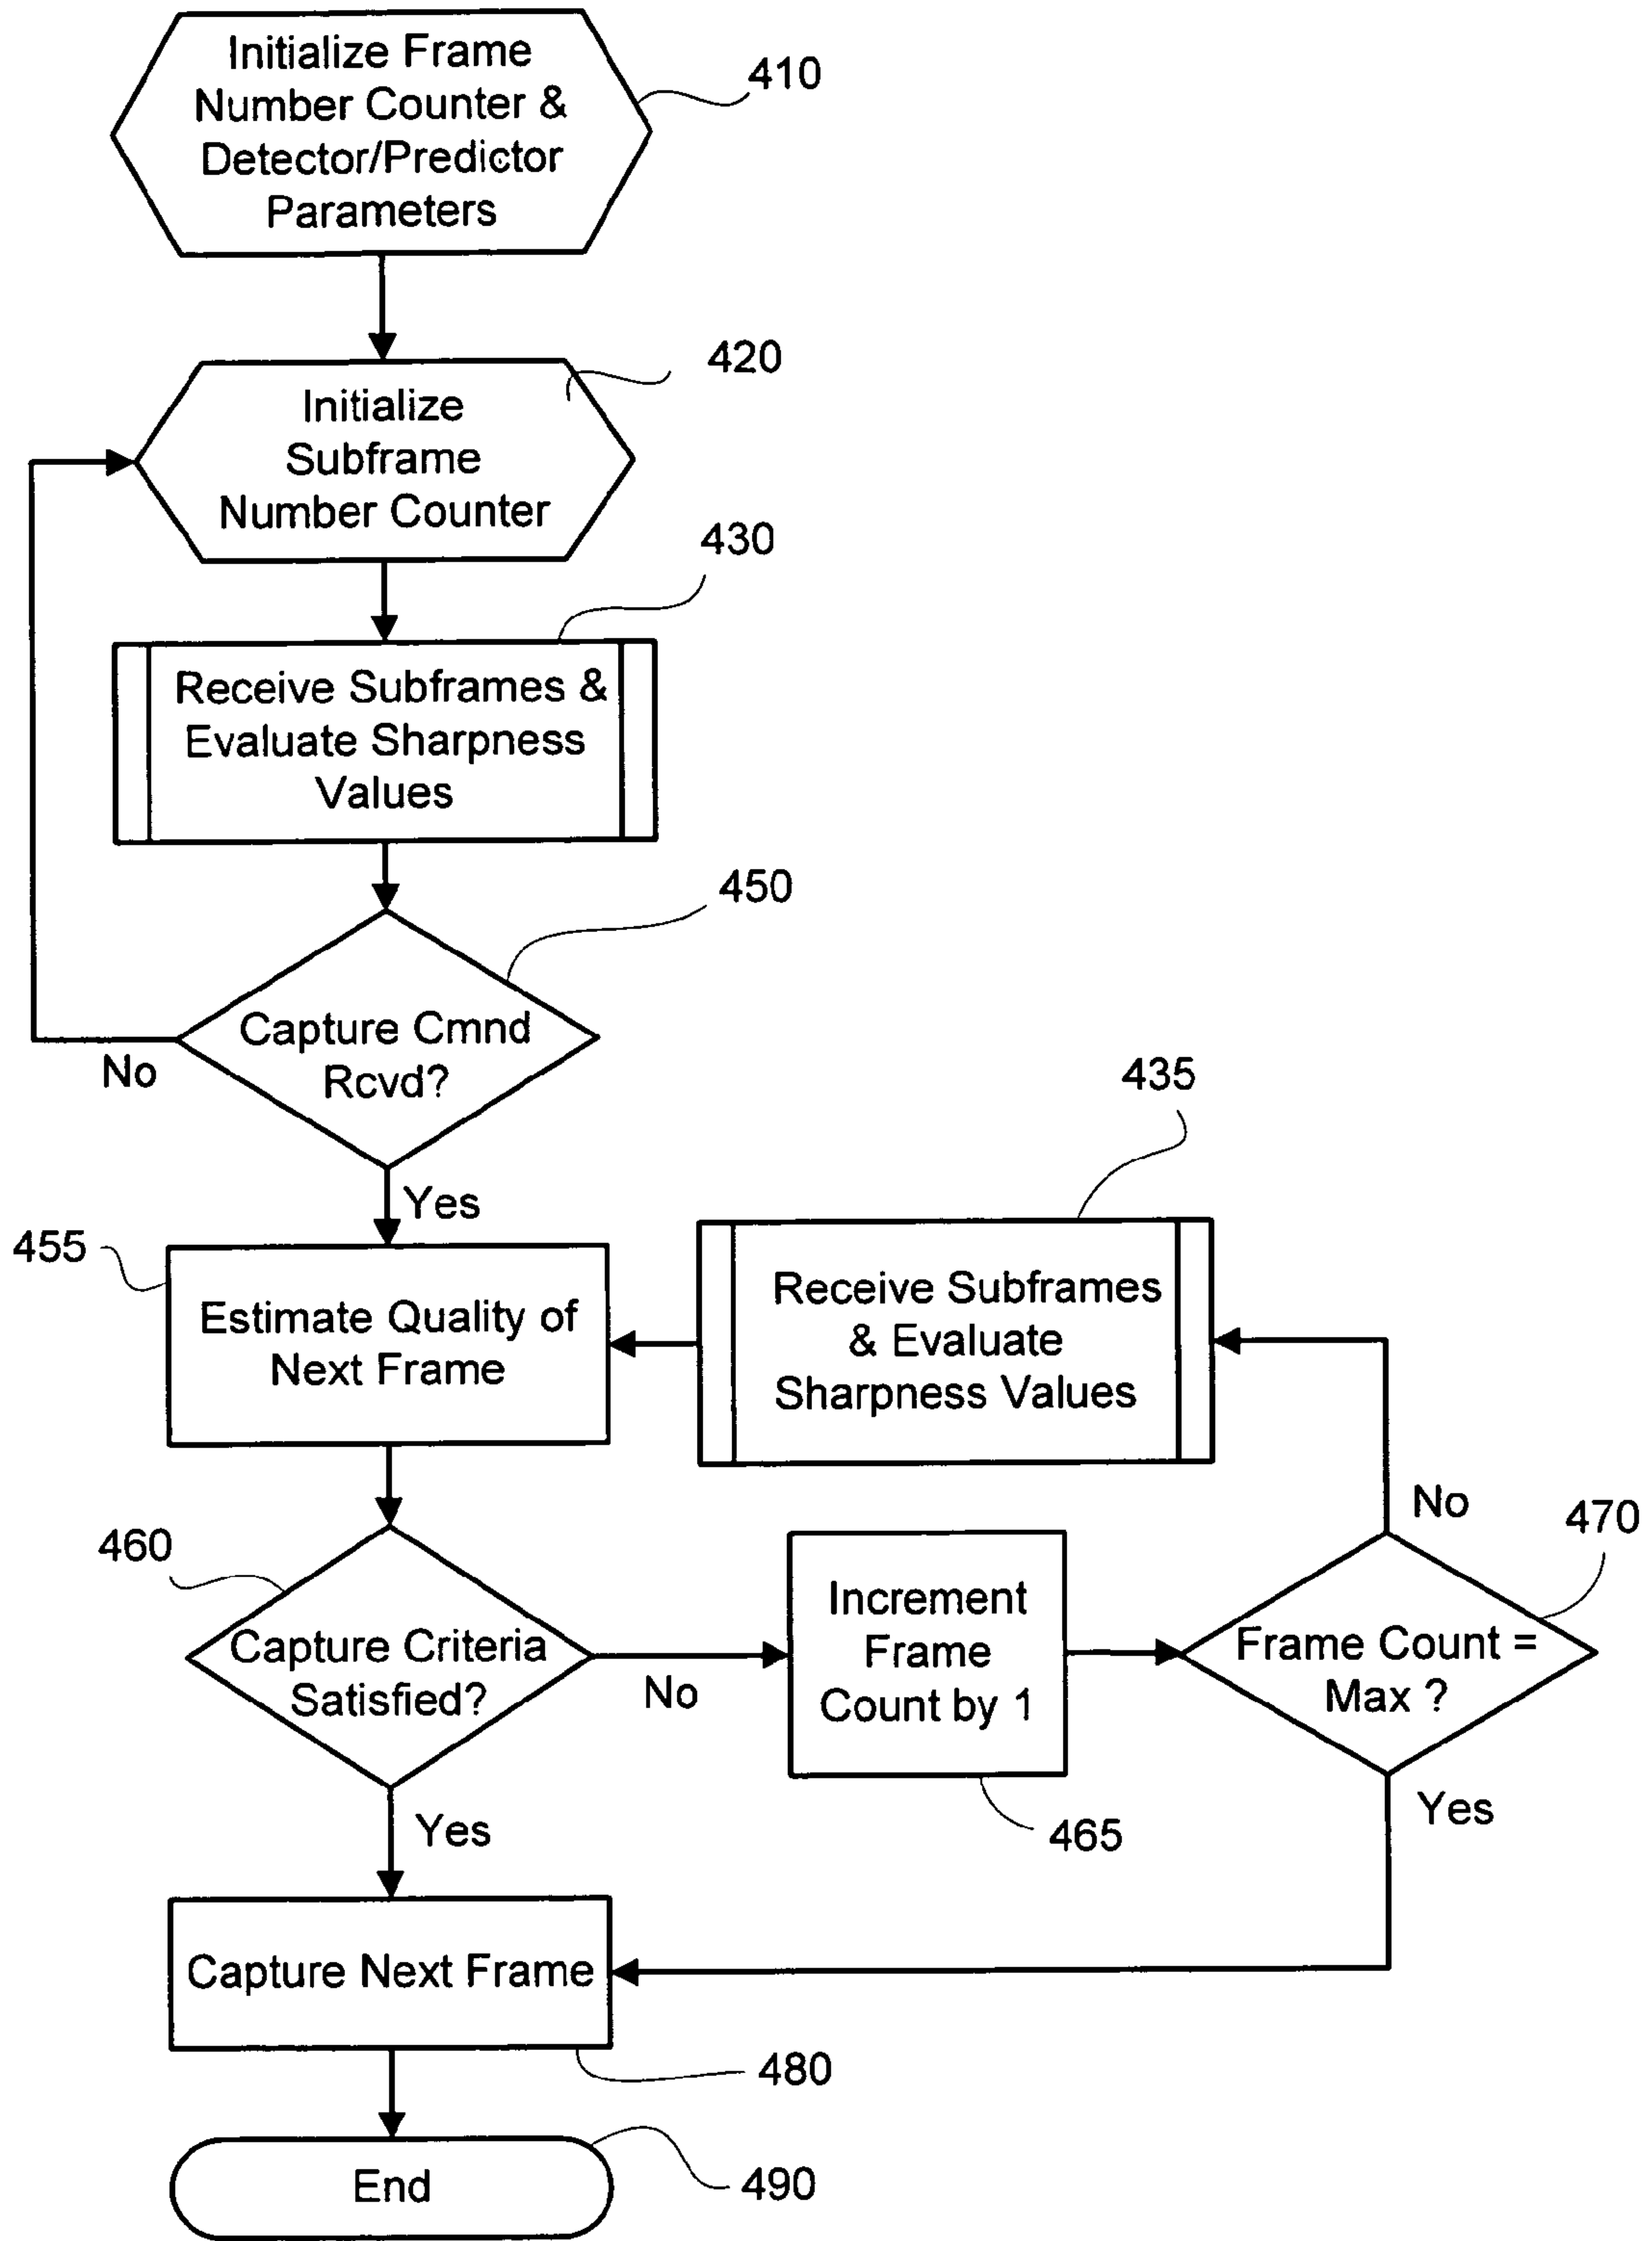 Initialize Frame
Number Counter &
Detector/Predictor
Parameters
410
420
Initialize
Subframe
Number Counter
430
Receive Subframes &
Evaluate Sharpness
Values
450
Capture Cmnd
Rcvd?
No
Yes
435
455
Estimate Quality of
Next Frame
Receive Subframes
& Evaluate
Sharpness Values
No
470
460
Capture Criteria
Satisfied?
No
Increment
Frame
Count by 1
465
Frame Count =
Max ?
Yes
Yes
Capture Next Frame
480
End
490